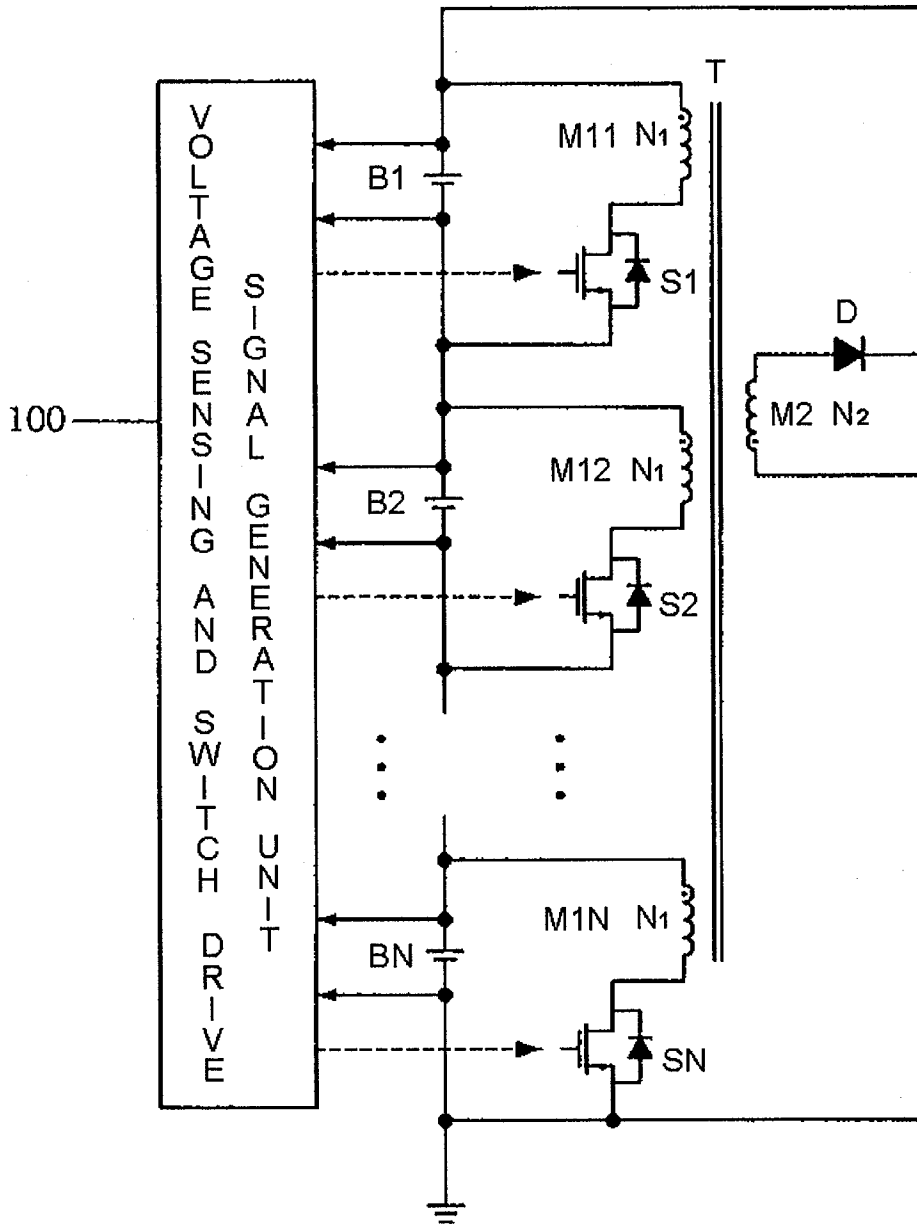 T
M11 N₁
B1
S1
D
100
VOLTAGE SENSING AND SWITCH DRIVE
SIGNAL GENERATION UNIT
M2 N₂
M12 N₁
B2
S2
M1N N₁
BN
SN